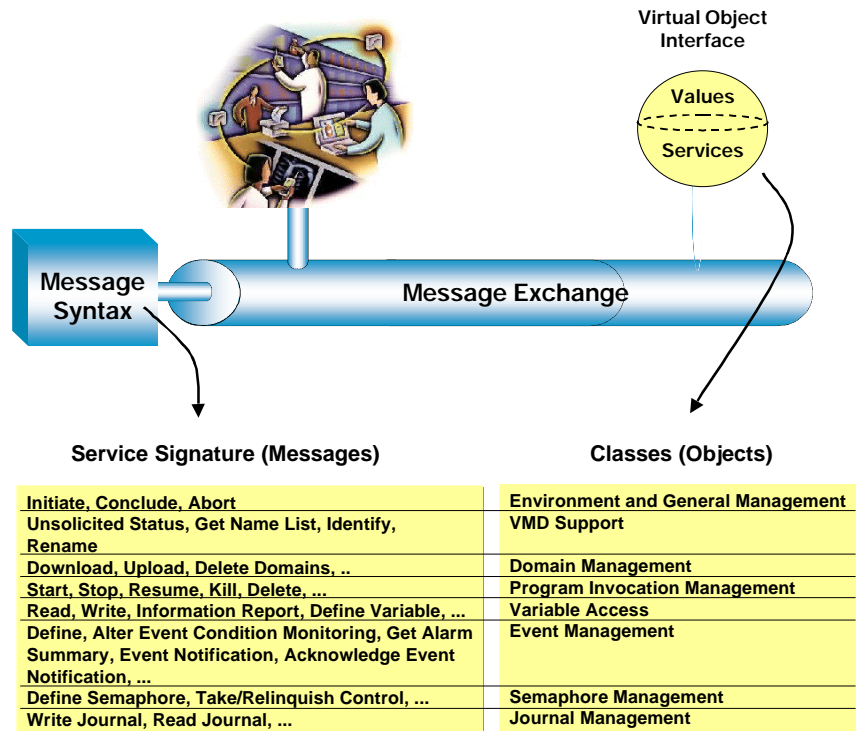 Virtual Object
Interface
Values
Services
Message
Syntax
Message Exchange
Service Signature (Messages)
Classes (Objects)
Initiate, Conclude, Abort
Environment and General Management
Unsolicited Status, Get Name List, Identify,
Rename
VMD Support
Download, Upload, Delete Domains, ..
Domain Management
Start, Stop, Resume, Kill, Delete, ...
Program Invocation Management
Read, Write, Information Report, Define Variable, ...
Variable Access
Define, Alter Event Condition Monitoring, Get Alarm
Summary, Event Notification, Acknowledge Event
Notification, ...
Event Management
Define Semaphore, Take/Relinquish Control, ...
Semaphore Management
Write Journal, Read Journal, ...
Journal Management